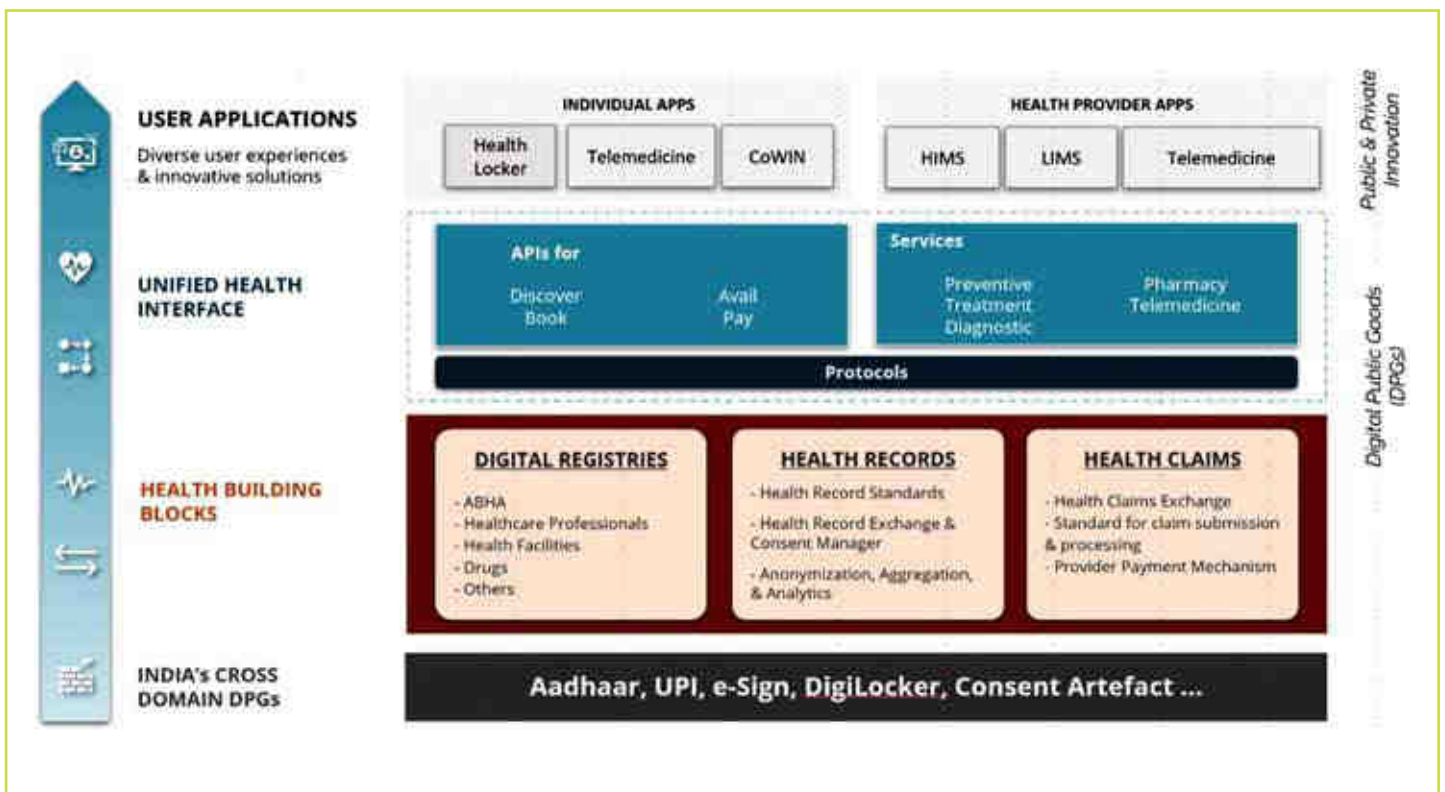 USER APPLICATIONS
Diverse user experiences
& innovative solutions
INDIVIDUAL APPS
Health
Locker
Telemedicine
CoWIN
HEALTH PROVIDER APPS
HIMS
LIMS
Telemedicine
Public & Private
Innovation
UNIFIED HEALTH
INTERFACE
APIs for
Discover
Book
Avail
Pay
Services
Preventive
Treatment
Diagnostic
Pharmacy
Telemedicine
Protocols
Digital Public Goods
(DPGs)
HEALTH BUILDING
BLOCKS
DIGITAL REGISTRIES
- ABHA
- Healthcare Professionals
- Health Facilities
- Drugs
- Others
HEALTH RECORDS
- Health Record Standards
- Health Record Exchange &
Consent Manager
- Anonymization, Aggregation,
& Analytics
HEALTH CLAIMS
- Health Claims Exchange
- Standard for claim submission
& processing
- Provider Payment Mechanism
INDIA's CROSS
DOMAIN DPGs
Aadhaar, UPI, e-Sign, DigiLocker, Consent Artefact ...